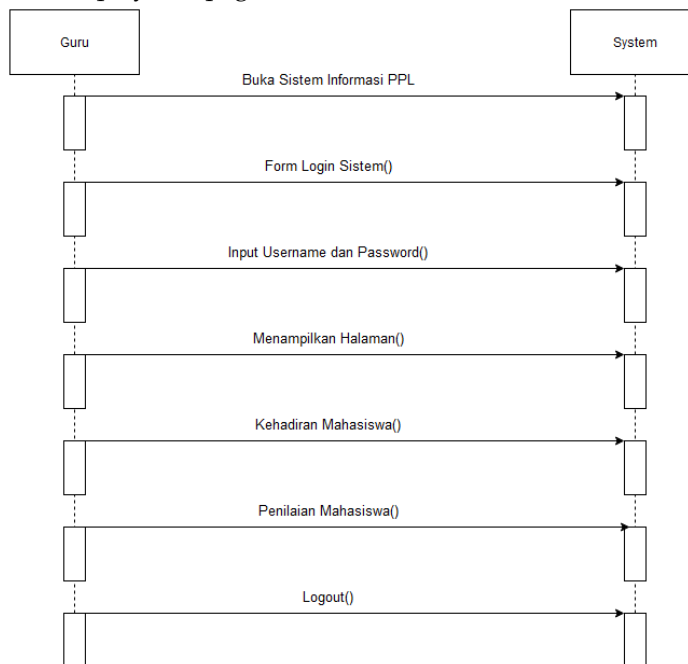 Guru
System
Buka Sistem Informasi PPL
Form Login Sistem()
Input Username dan Password()
Menampilkan Halaman()
Kehadiran Mahasiswa()
Penilaian Mahasiswa()
Logout()